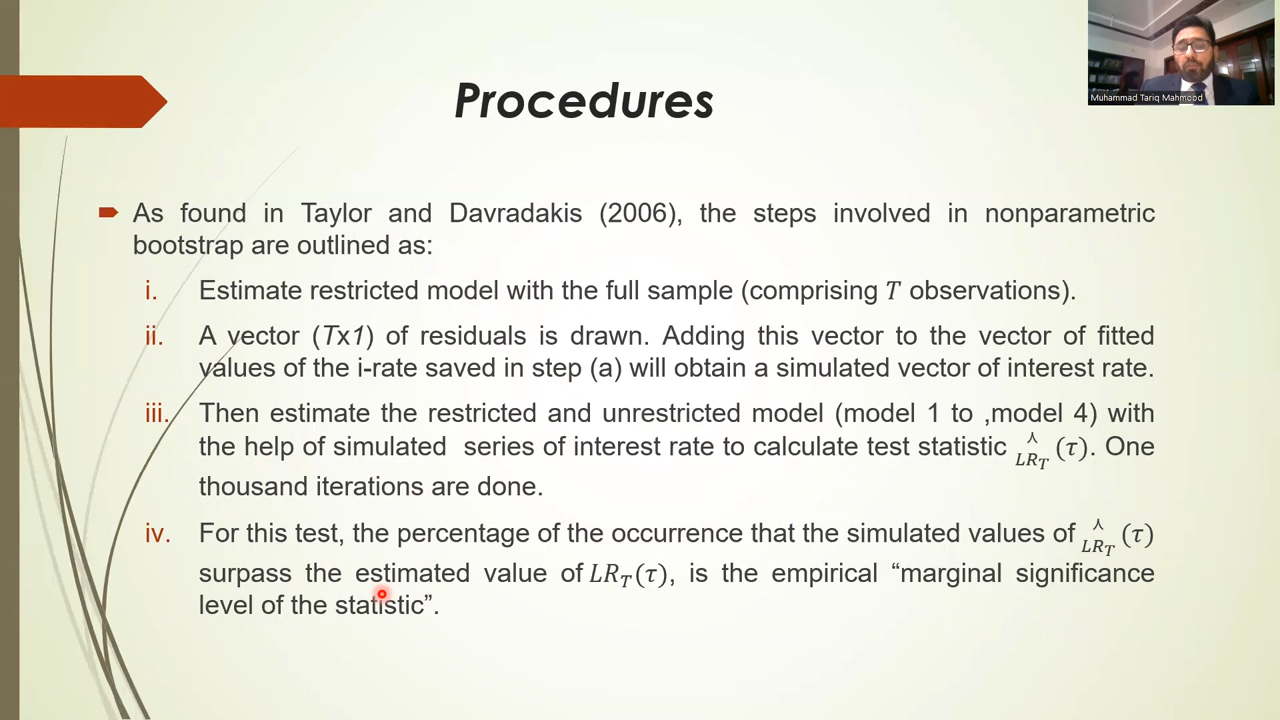 Procedures
Muhammad Tariq Mahmood
As found in Taylor and Davradakis (2006), the steps involved in nonparametric
bootstrap are outlined as:
i. Estimate restricted model with the full sample (comprising T observations).
ii. A vector (Tx1) of residuals is drawn. Adding this vector to the vector of fitted
values of the i-rate saved in step (a) will obtain a simulated vector of interest rate.
iii. Then estimate the restricted and unrestricted model (model 1 to ,model 4) with
the help of simulated series of interest rate to calculate test statistic ⋏ LR_T (τ). One
thousand iterations are done.
iv. For this test, the percentage of the occurrence that the simulated values of ⋏ LR_T (τ)
surpass the estimated value of LR_T(τ), is the empirical “marginal significance
level of the statistic”.